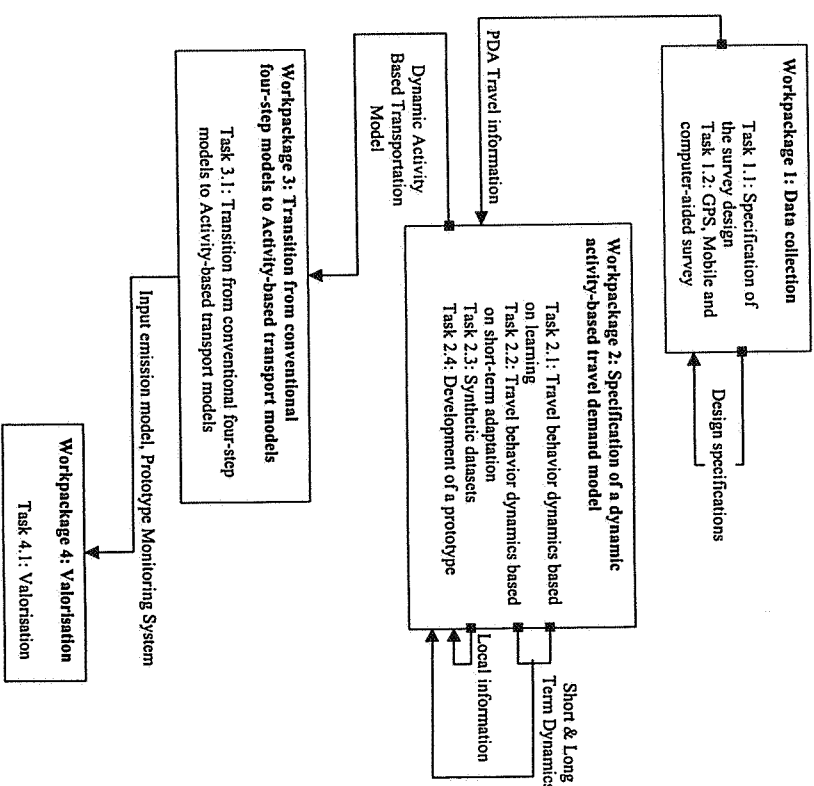 Workpackage 1: Data collection
Task 1.1: Specification of
the survey design
Task 1.2: GPS, Mobile and
computer-aided survey
Design specifications
PDA Travel information
Workpackage 2: Specification of a dynamic
activity-based travel demand model
Task 2.1: Travel behavior dynamics based
on learning
Task 2.2: Travel behavior dynamics based
on short-term adaptation
Task 2.3: Synthetic datasets
Task 2.4: Development of a prototype
Short & Long
Term Dynamics
Local information
Dynamic Activity
Based Transportation
Model
Workpackage 3: Transition from conventional
four-step models to Activity-based transport models
Task 3.1: Transition from conventional four-step
models to Activity-based transport models
Input emission model, Prototype Monitoring System
Workpackage 4: Valorisation
Task 4.1: Valorisation